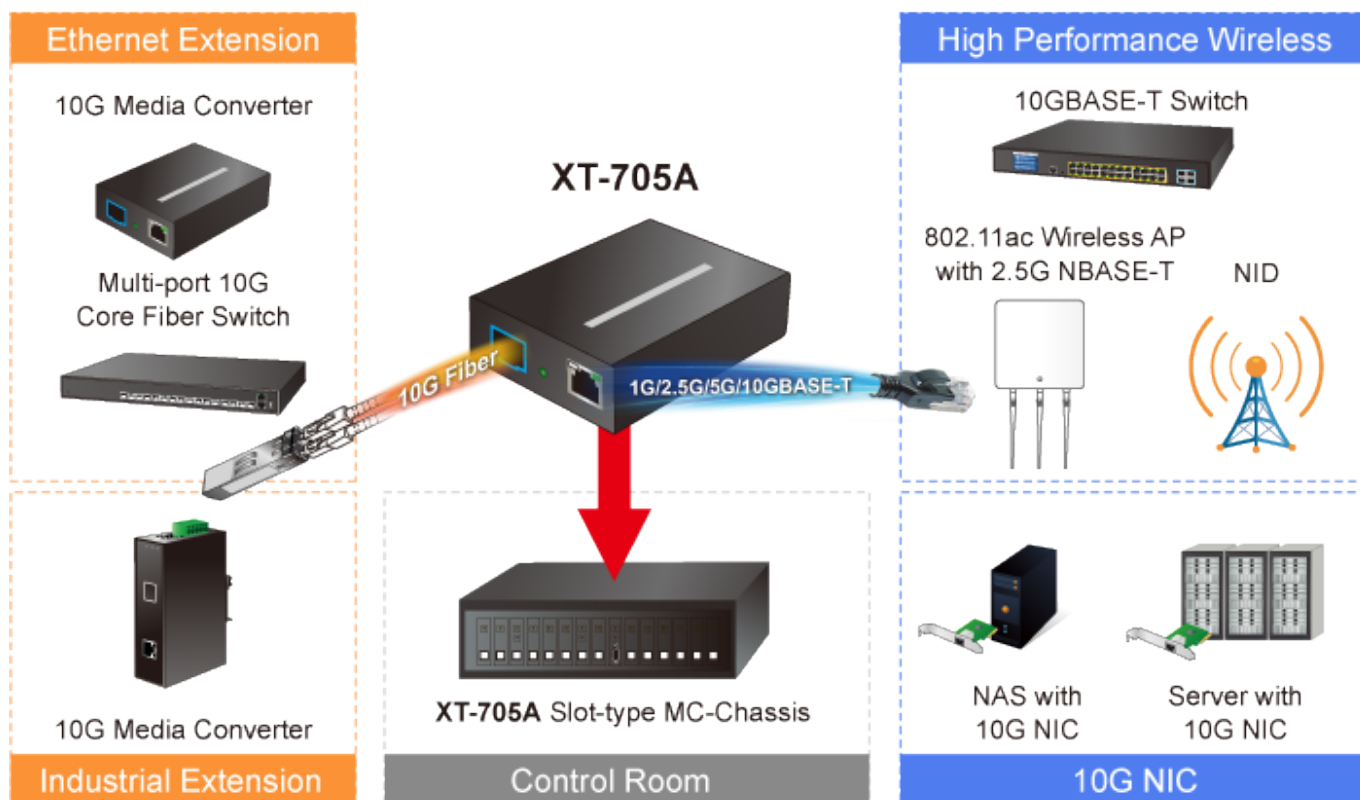 Ethernet Extension
10G Media Converter
Multi-port 10G
Core Fiber Switch
10G Media Converter
Industrial Extension
XT-705A
10G Fiber
1G/2.5G/5G/10GBASE-T
XT-705A Slot-type MC-Chassis
Control Room
High Performance Wireless
10GBASE-T Switch
802.11ac Wireless AP
with 2.5G NBASE-T
NID
NAS with
10G NIC
Server with
10G NIC
10G NIC